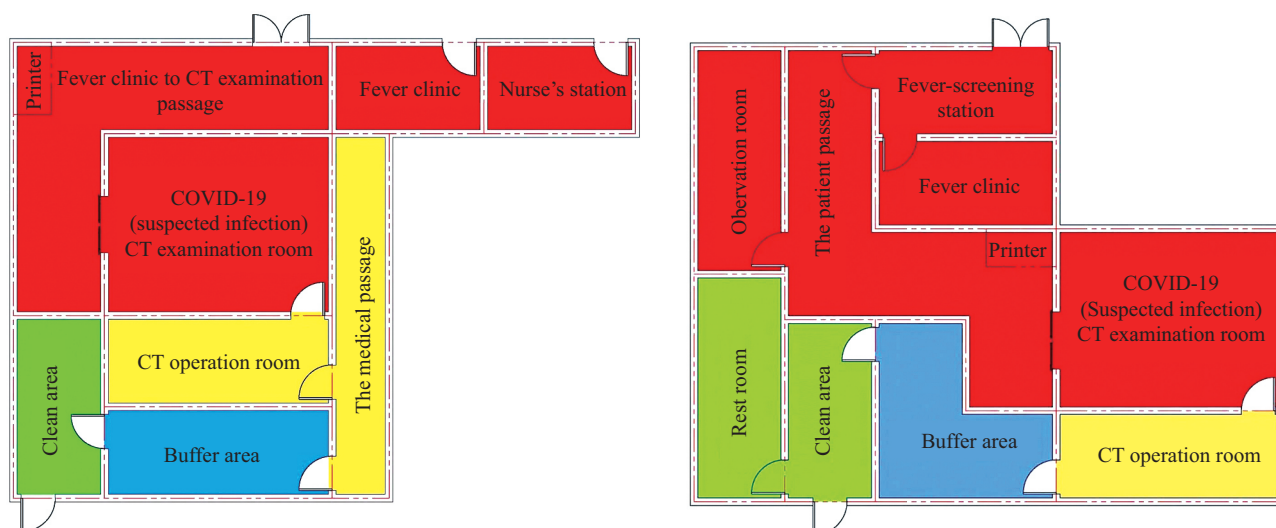 Printer
Fever clinic to CT examination
passage
Fever clinic
Nurse's station
COVID-19
(suspected infection)
CT examination room
The medical passage
CT operation room
Clean area
Buffer area
Obervation room
The patient passage
Fever-screening
station
Fever clinic
Printer
COVID-19
(Suspected infection)
CT examination room
Rest room
Clean area
Buffer area
CT operation room